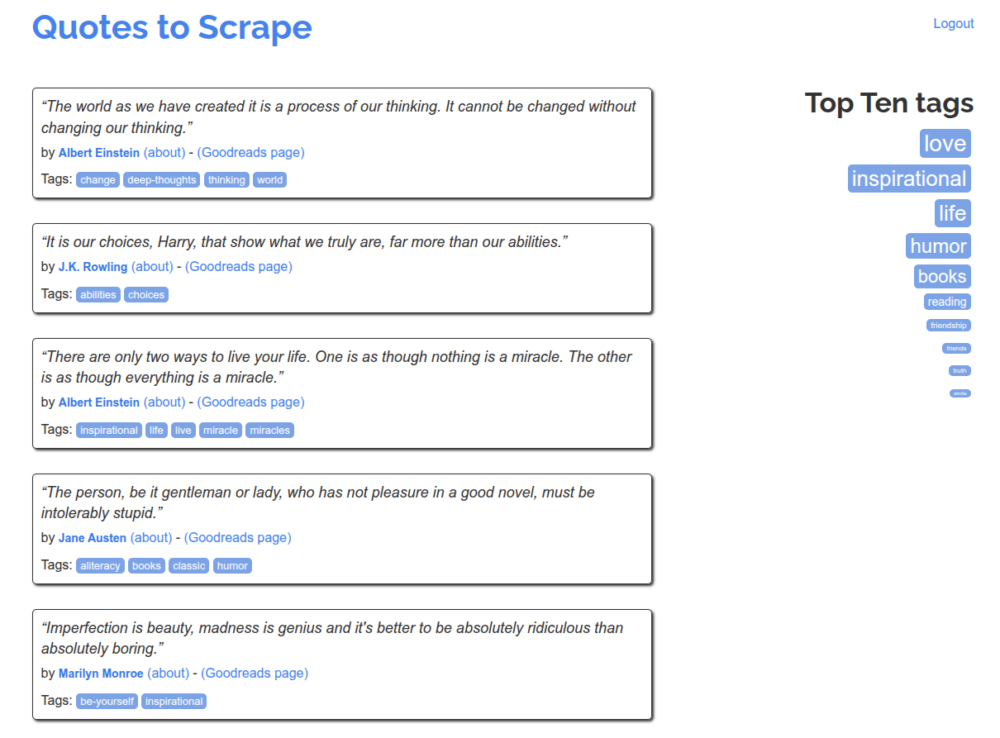 Quotes to Scrape
Logout
“The world as we have created it is a process of our thinking. It cannot be changed without
changing our thinking.”
by Albert Einstein (about) - (Goodreads page)
Tags: change deep-thoughts thinking world
“It is our choices, Harry, that show what we truly are, far more than our abilities.”
by J.K. Rowling (about) - (Goodreads page)
Tags: abilities choices
“There are only two ways to live your life. One is as though nothing is a miracle. The other
is as though everything is a miracle.”
by Albert Einstein (about) - (Goodreads page)
Tags: inspirational life live miracle miracles
“The person, be it gentleman or lady, who has not pleasure in a good novel, must be
intolerably stupid.”
by Jane Austen (about) - (Goodreads page)
Tags: aliteracy books classic humor
“Imperfection is beauty, madness is genius and it's better to be absolutely ridiculous than
absolutely boring.”
by Marilyn Monroe (about) - (Goodreads page)
Tags: be-yourself inspirational
Top Ten tags
love
inspirational
life
humor
books
reading
friendship
friends
truth
simile